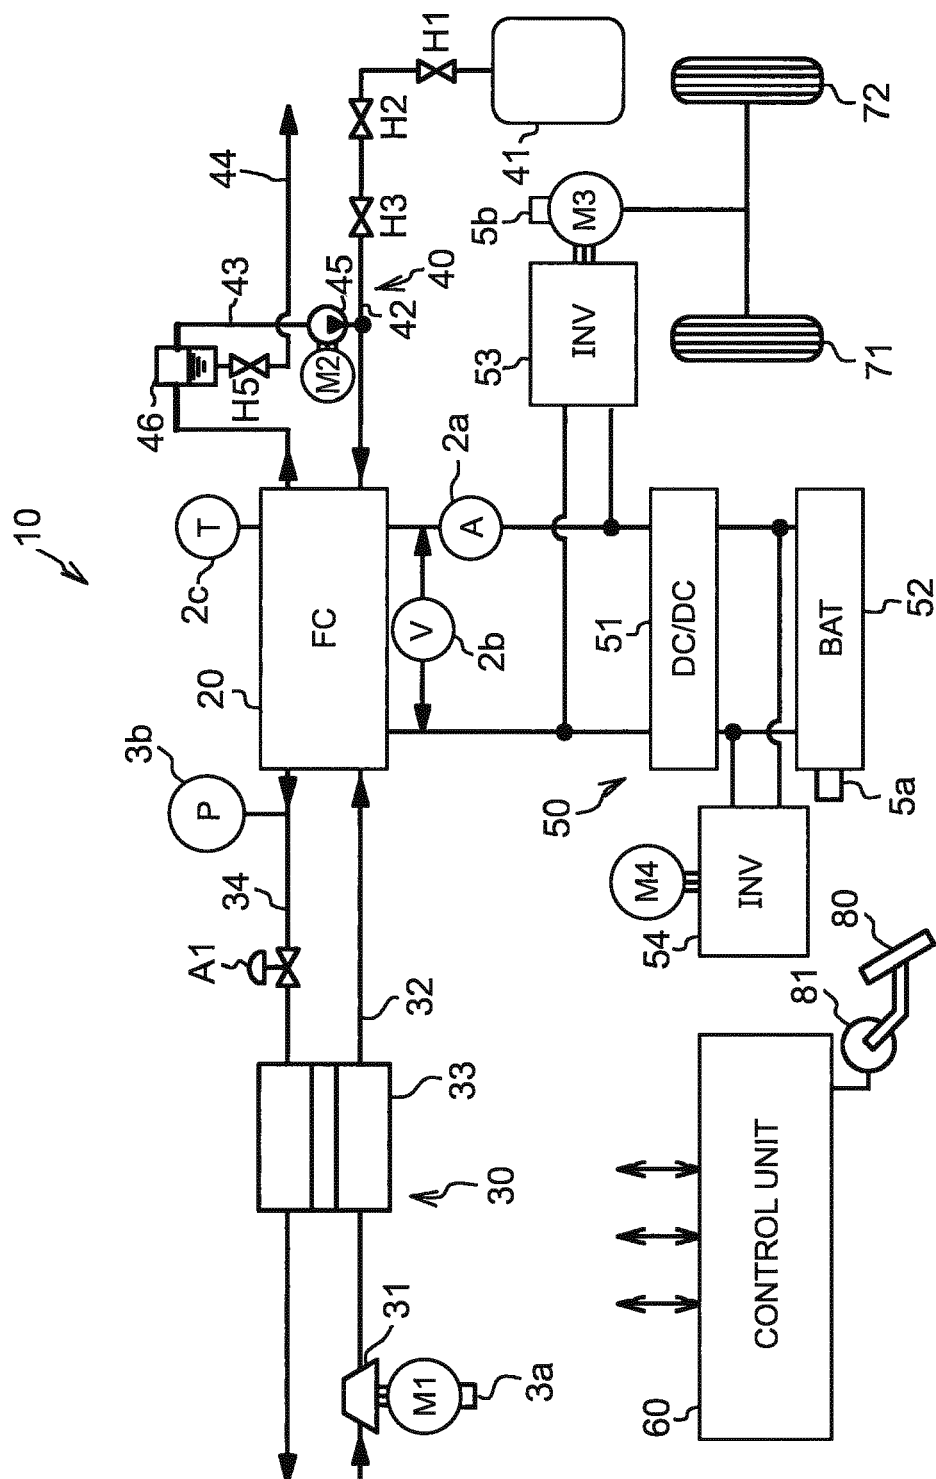 10
3b
20
2c
T
46
43
44
H5
M2
45
40
42
H3
H2
H1
41
P
34
A1
32
33
30
31
M1
3a
FC
V
2b
A
2a
53
INV
5b
M3
72
71
50
51
DC/DC
52
BAT
5a
M4
54
INV
80
81
60
CONTROL UNIT